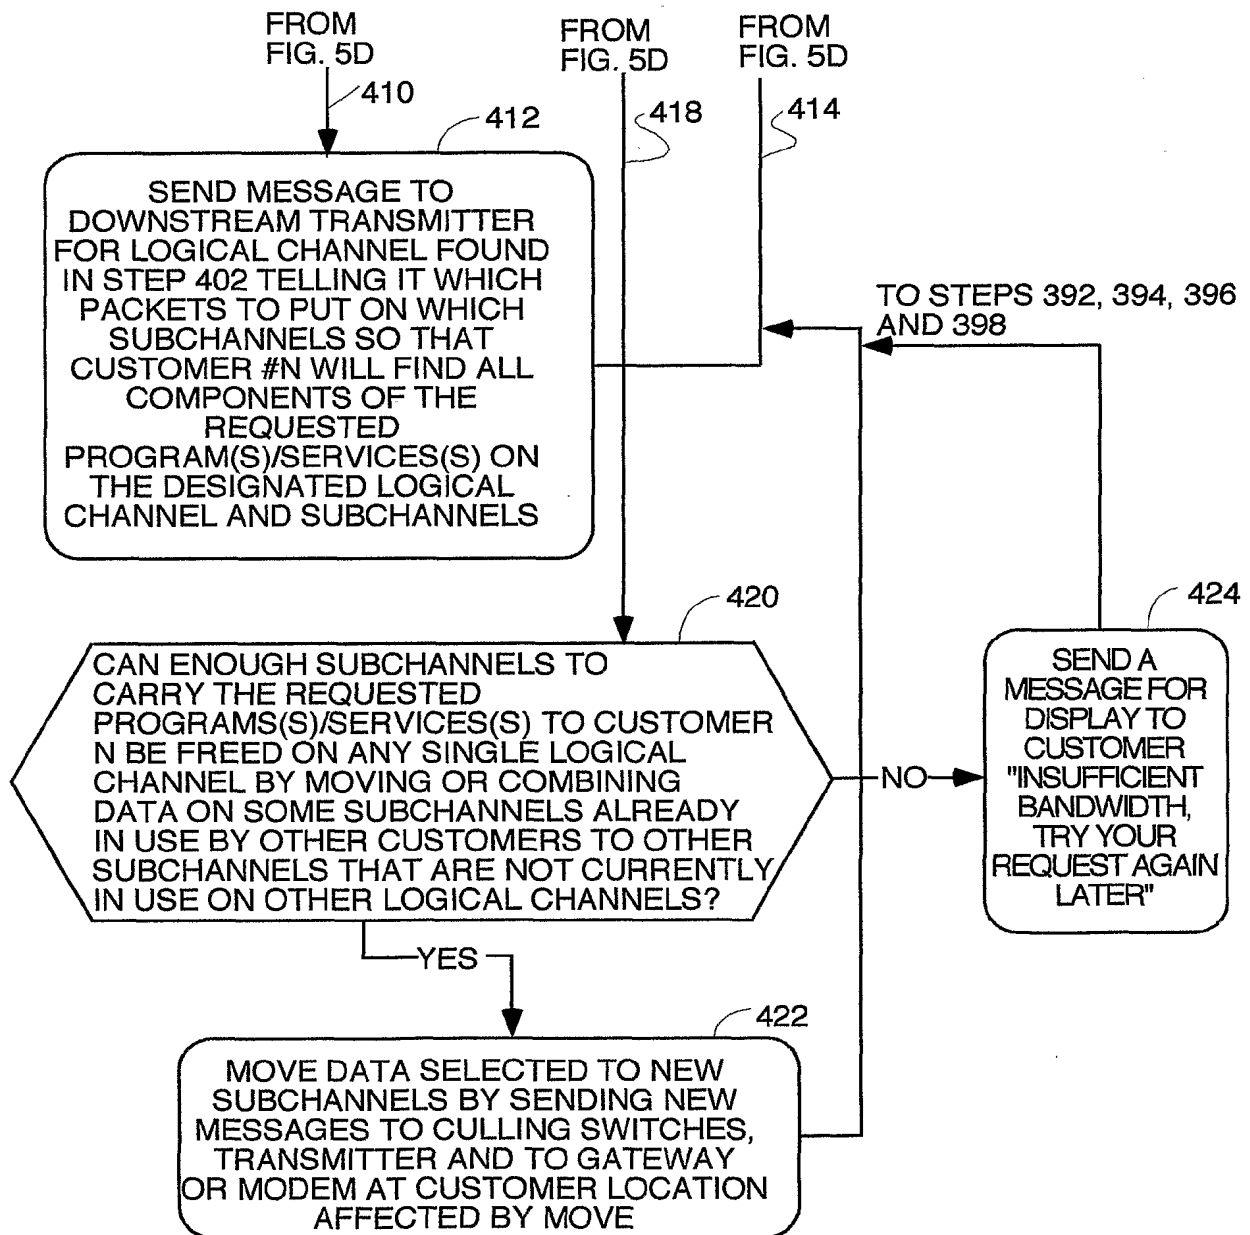 FROM
FIG. 5D
FROM
FIG. 5D
FROM
FIG. 5D
410
412
418
414
SEND MESSAGE TO
DOWNSTREAM TRANSMITTER
FOR LOGICAL CHANNEL FOUND
IN STEP 402 TELLING IT WHICH
PACKETS TO PUT ON WHICH
SUBCHANNELS SO THAT
CUSTOMER #N WILL FIND ALL
COMPONENTS OF THE
REQUESTED
PROGRAM(S)/SERVICES(S) ON
THE DESIGNATED LOGICAL
CHANNEL AND SUBCHANNELS
TO STEPS 392, 394, 396
AND 398
420
CAN ENOUGH SUBCHANNELS TO
CARRY THE REQUESTED
PROGRAMS(S)/SERVICES(S) TO CUSTOMER
N BE FREED ON ANY SINGLE LOGICAL
CHANNEL BY MOVING OR COMBINING
DATA ON SOME SUBCHANNELS ALREADY
IN USE BY OTHER CUSTOMERS TO OTHER
SUBCHANNELS THAT ARE NOT CURRENTLY
IN USE ON OTHER LOGICAL CHANNELS?
NO
424
SEND A
MESSAGE FOR
DISPLAY TO
CUSTOMER
"INSUFFICIENT
BANDWIDTH,
TRY YOUR
REQUEST AGAIN
LATER"
YES
422
MOVE DATA SELECTED TO NEW
SUBCHANNELS BY SENDING NEW
MESSAGES TO CULLING SWITCHES,
TRANSMITTER AND TO GATEWAY
OR MODEM AT CUSTOMER LOCATION
AFFECTED BY MOVE